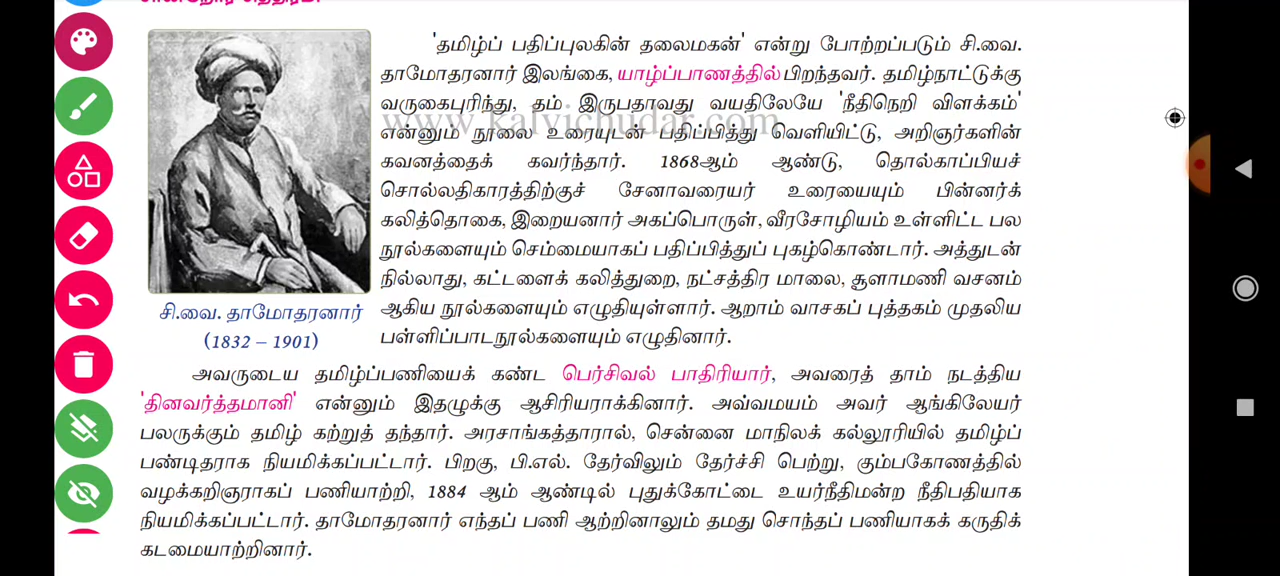 'தமிழ்ப் பதிப்புலகின் தலைமகன்' என்று போற்றப்படும் சி.வை.
தாமோதரனார் இலங்கை, யாழ்ப்பாணத்தில் பிறந்தவர். தமிழ்நாட்டுக்கு
வருகைபுரிந்து, தம் இருபதாவது வயதிலேயே 'நீதிநெறி விளக்கம்'
www.kalvichudar.com
என்னும் நூலை உரையுடன் பதிப்பித்து வெளியிட்டு, அறிஞர்களின்
கவனத்தைக் கவர்ந்தார். 1868ஆம் ஆண்டு, தொல்காப்பியச்
சொல்லதிகாரத்திற்குச் சேனாவரையர் உரையையும் பின்னர்க்
கலித்தொகை, இறையனார் அகப்பொருள், வீரசோழியம் உள்ளிட்ட பல
நூல்களையும் செம்மையாகப் பதிப்பித்துப் புகழ்கொண்டார். அத்துடன்
நில்லாது, கட்டளைக் கலித்துறை, நட்சத்திர மாலை, சூளாமணி வசனம்
ஆகிய நூல்களையும் எழுதியுள்ளார். ஆறாம் வாசகப் புத்தகம் முதலிய
பள்ளிப்பாடநூல்களையும் எழுதினார்.
சி.வை. தாமோதரனார்
(1832 – 1901)
அவருடைய தமிழ்ப்பணியைக் கண்ட பெர்சிவல் பாதிரியார், அவரைத் தாம் நடத்திய
'தினவர்த்தமானி' என்னும் இதழுக்கு ஆசிரியராக்கினார். அவ்வமயம் அவர் ஆங்கிலேயர்
பலருக்கும் தமிழ் கற்றுத் தந்தார். அரசாங்கத்தாரால், சென்னை மாநிலக் கல்லூரியில் தமிழ்ப்
பண்டிதராக நியமிக்கப்பட்டார். பிறகு, பி.எல். தேர்விலும் தேர்ச்சி பெற்று, கும்பகோணத்தில்
வழக்கறிஞராகப் பணியாற்றி, 1884 ஆம் ஆண்டில் புதுக்கோட்டை உயர்நீதிமன்ற நீதிபதியாக
நியமிக்கப்பட்டார். தாமோதரனார் எந்தப் பணி ஆற்றினாலும் தமது சொந்தப் பணியாகக் கருதிக்
கடமையாற்றினார்.